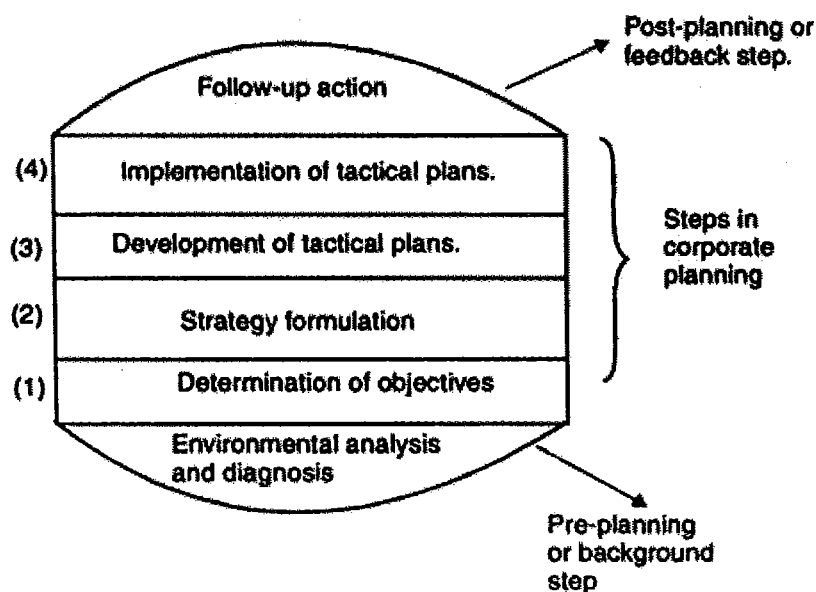 Post-planning or
feedback step.
Follow-up action
(4) Implementation of tactical plans.
(3) Development of tactical plans.
Steps in
corporate
planning
(2) Strategy formulation
(1) Determination of objectives
Environmental analysis
and diagnosis
Pre-planning
or background
step